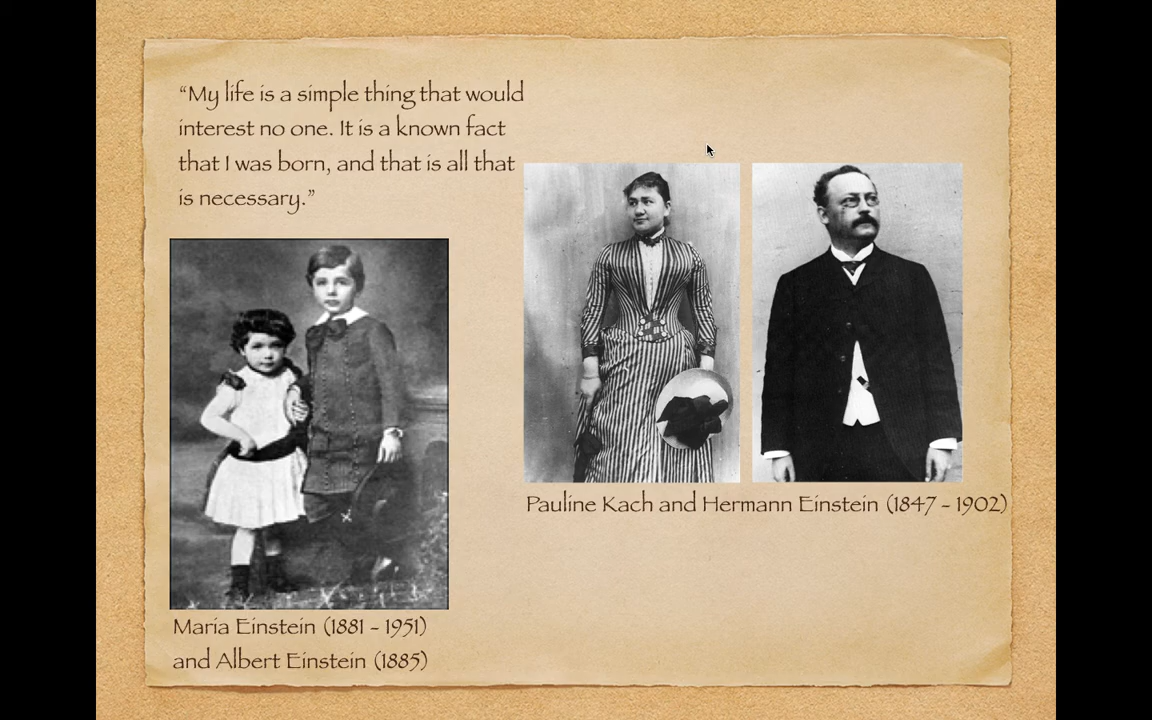 “My life is a simple thing that would
interest no one. It is a known fact
that I was born, and that is all that
is necessary.”
Pauline Kach and Hermann Einstein (1847 - 1902)
Maria Einstein (1881 - 1951)
and Albert Einstein (1885)